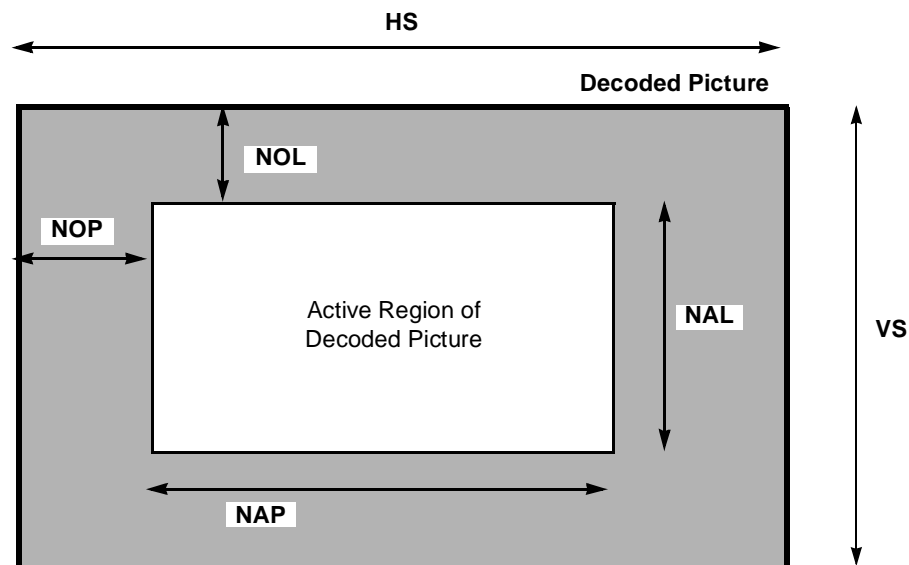 HS
Decoded Picture
NOL
NOP
Active Region of
Decoded Picture
NAL
VS
NAP